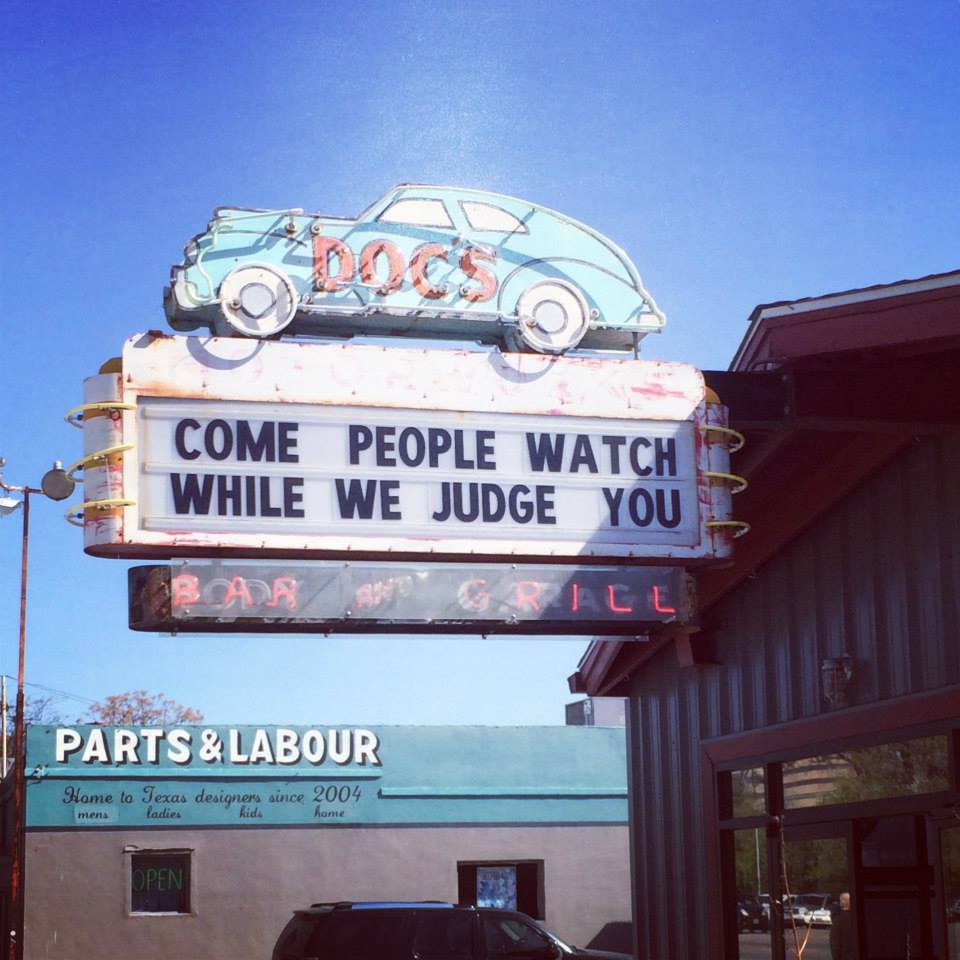 DOC'S
COME PEOPLE WATCH
WHILE WE JUDGE YOU
BAR AND GRILL
PARTS & LABOUR
Home to Texas designers since 2004
mens ladies kids home
OPEN